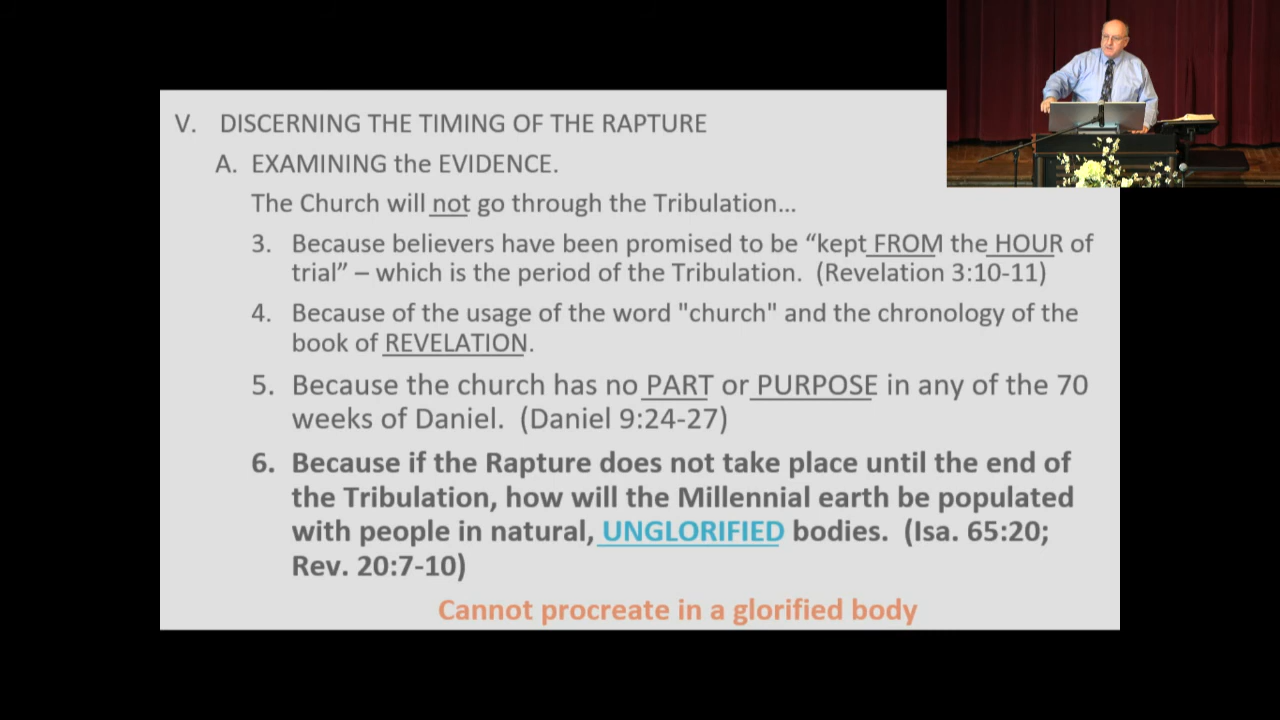 V. DISCERNING THE TIMING OF THE RAPTURE
A. EXAMINING the EVIDENCE.
The Church will not go through the Tribulation...
3. Because believers have been promised to be “kept FROM the HOUR of
trial” – which is the period of the Tribulation. (Revelation 3:10-11)
4. Because of the usage of the word "church" and the chronology of the
book of REVELATION.
5. Because the church has no PART or PURPOSE in any of the 70
weeks of Daniel. (Daniel 9:24-27)
6. Because if the Rapture does not take place until the end of
the Tribulation, how will the Millennial earth be populated
with people in natural, UNGLORIFIED bodies. (Isa. 65:20;
Rev. 20:7-10)
Cannot procreate in a glorified body